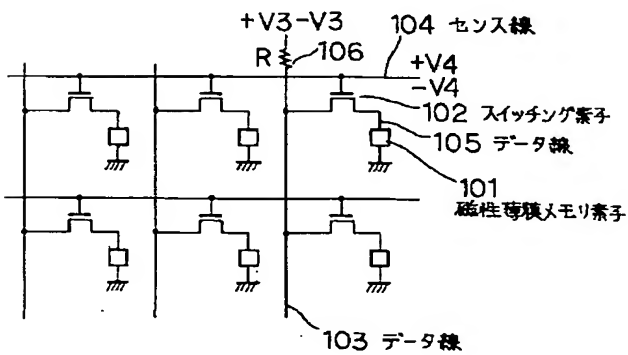 +V3-V3
R 106
104 センス線
+V4
-V4
102 スイッチング素子
105 データ線
101
磁性薄膜メモリ素子
103 データ線